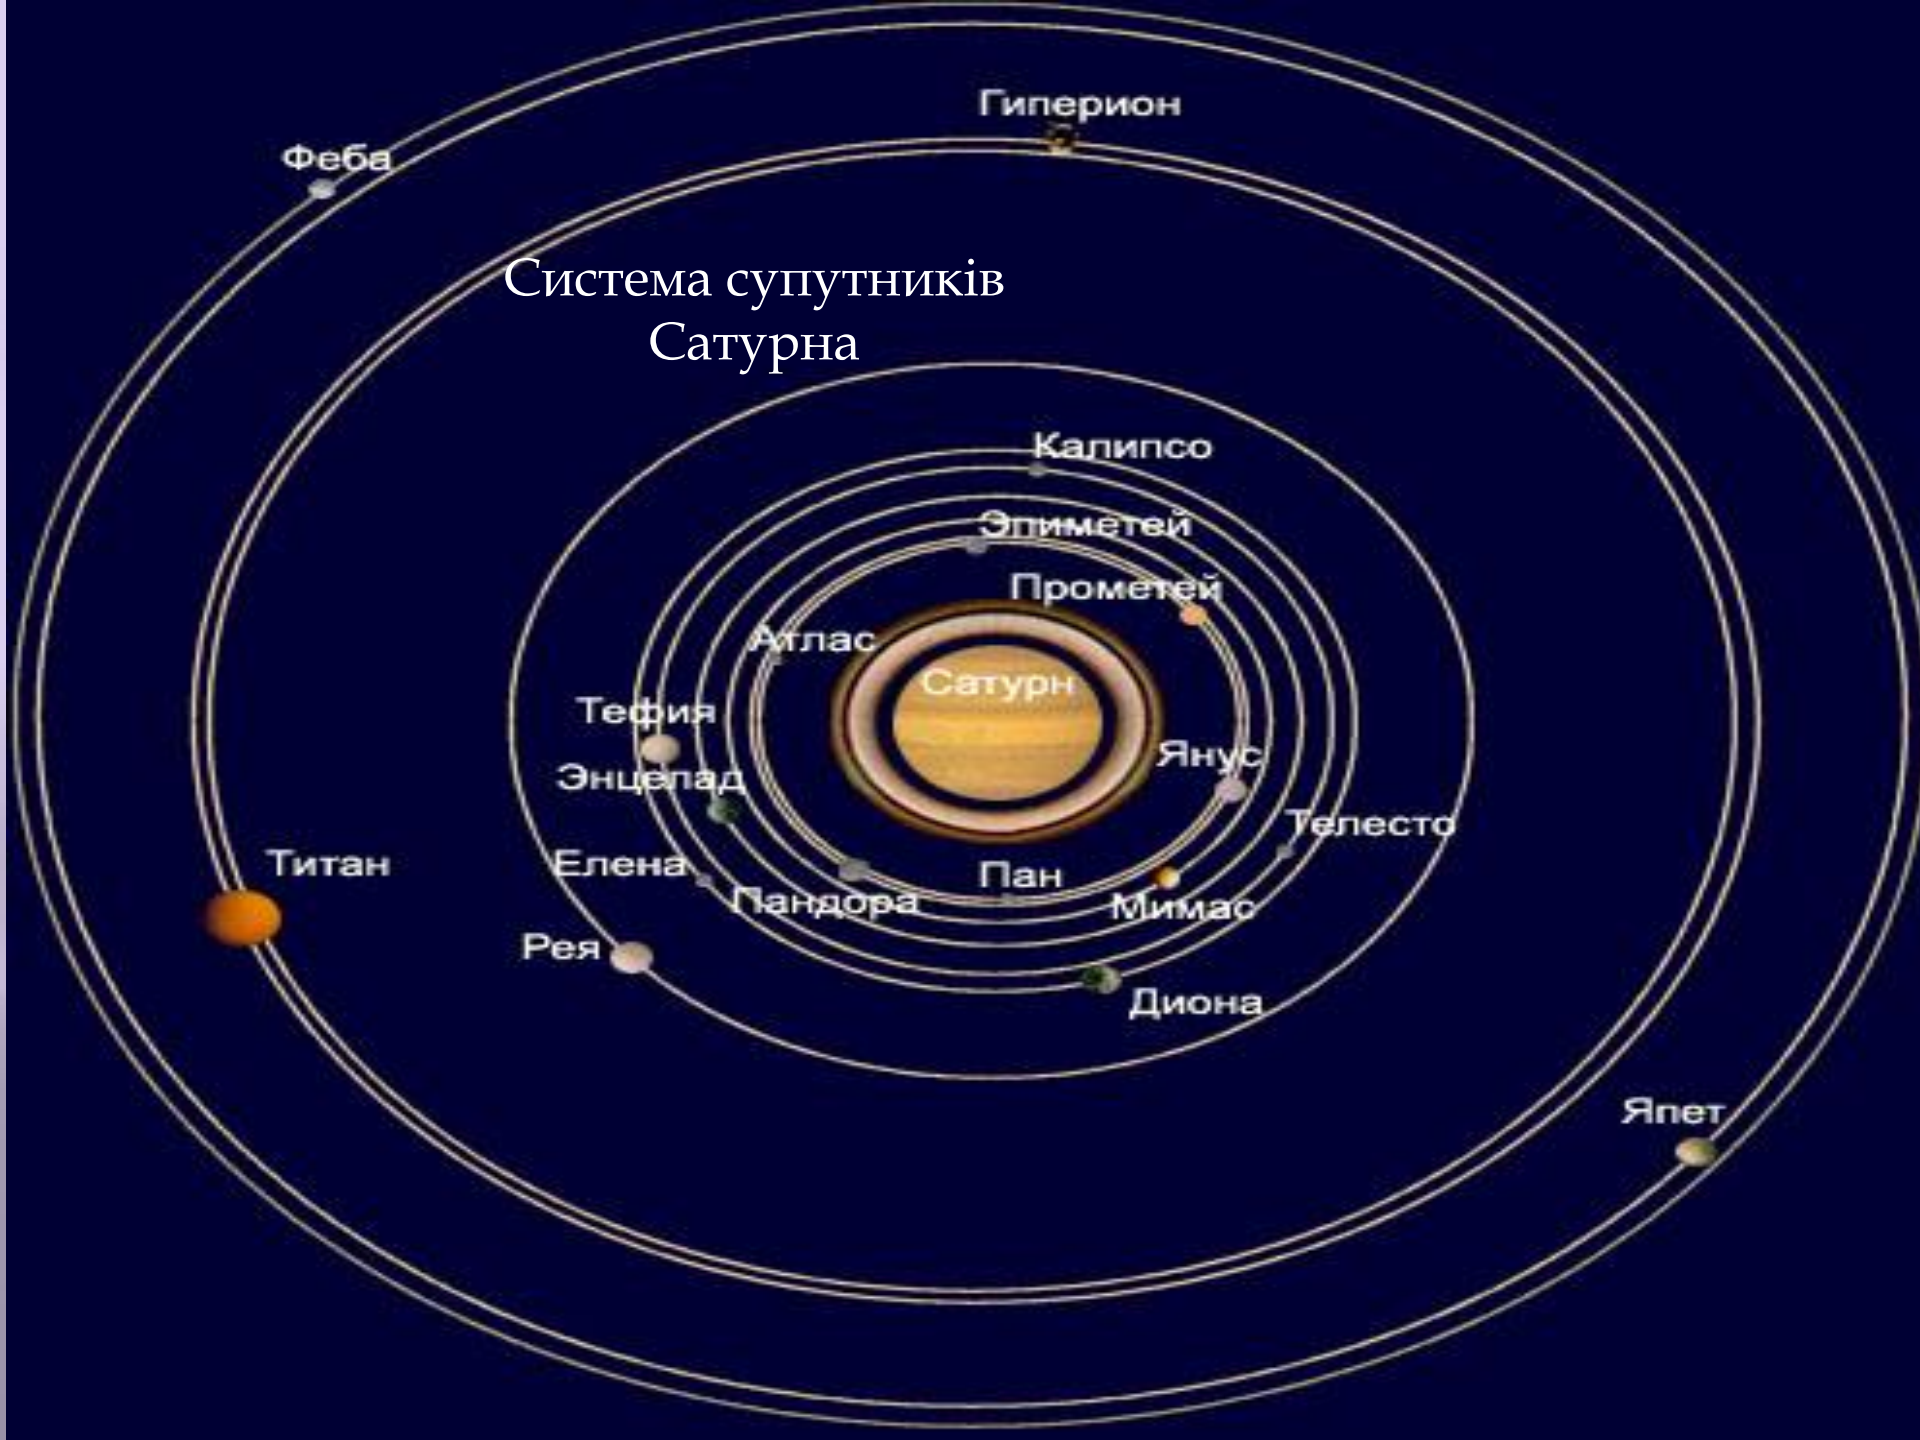 Гиперион
Феба
Система супутників
Сатурна
Калипсо
Эпиметей
Прометей
Атлас
Сатурн
Тефия
Янус
Энцелад
Телесто
Титан
Елена
Пан
Пандора
Мимас
Рея
Диона
Япет